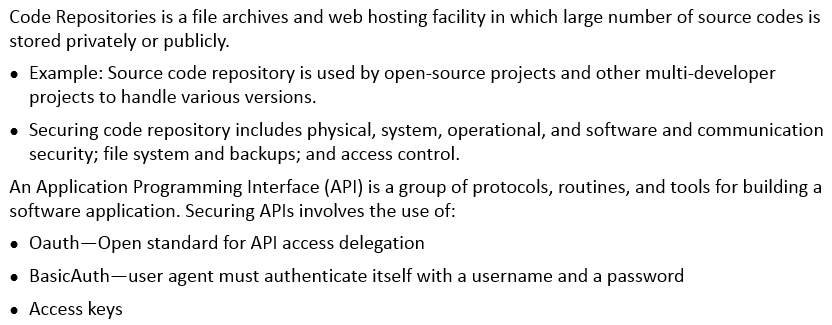 Code Repositories is a file archives and web hosting facility in which large number of source codes is
stored privately or publicly.
• Example: Source code repository is used by open-source projects and other multi-developer
projects to handle various versions.
• Securing code repository includes physical, system, operational, and software and communication
security; file system and backups; and access control.
An Application Programming Interface (API) is a group of protocols, routines, and tools for building a
software application. Securing APIs involves the use of:
• Oauth—Open standard for API access delegation
• BasicAuth—user agent must authenticate itself with a username and a password
• Access keys